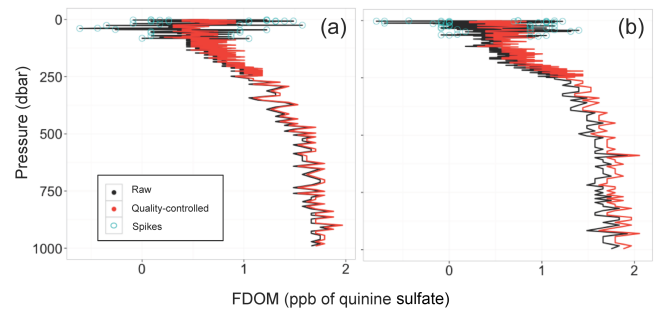 (a)
(b)
0
250
500
750
1000
Pressure (dbar)
Raw
Quality-controlled
Spikes
0
1
2
0
1
2
FDOM (ppb of quinine sulfate)